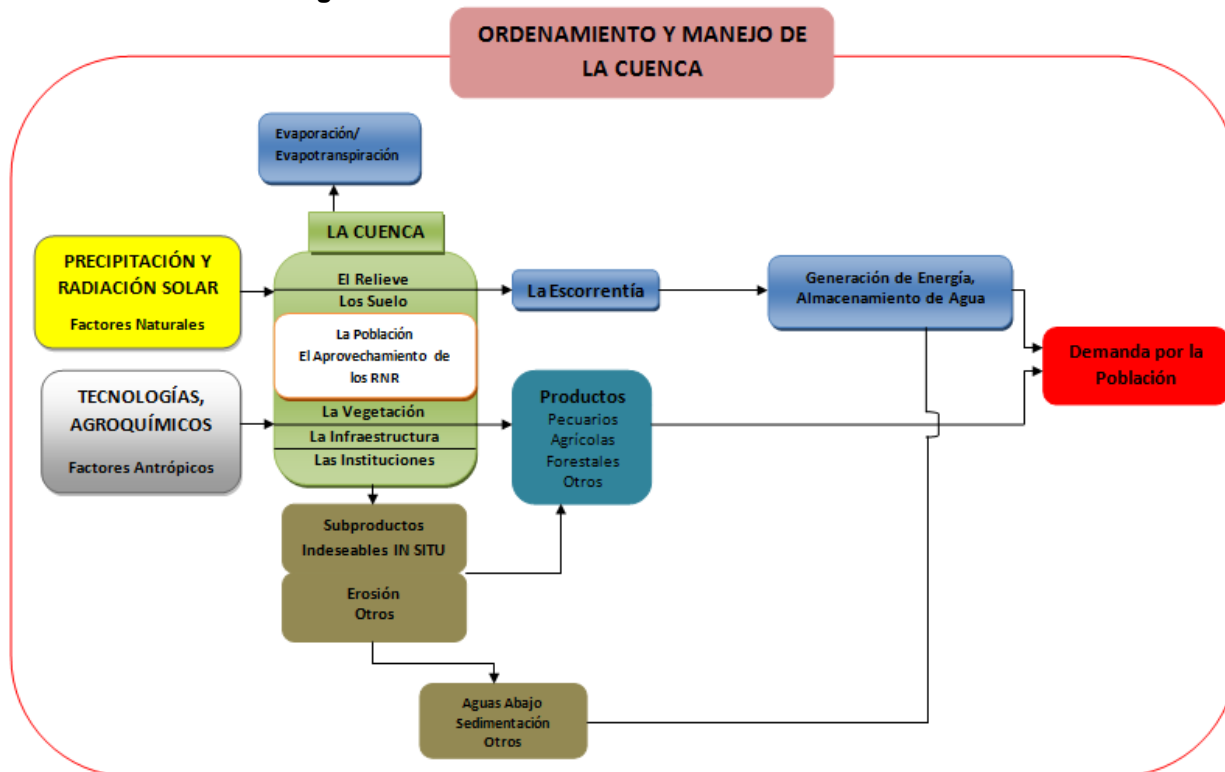 ORDENAMIENTO Y MANEJO DE
LA CUENCA
Evaporación/
Evapotranspiración
LA CUENCA
PRECIPITACIÓN Y
RADIACIÓN SOLAR
Factores Naturales
El Relieve
Los Suelo
La Población
El Aprovechamiento de
los RNR
La Vegetación
La Infraestructura
Las Instituciones
La Escorrentía
Generación de Energía,
Almacenamiento de Agua
Demanda por la
Población
TECNOLOGÍAS,
AGROQUÍMICOS
Factores Antrópicos
Productos
Pecuarios
Agrícolas
Forestales
Otros
Subproductos
Indeseables IN SITU
Erosión
Otros
Aguas Abajo
Sedimentación
Otros